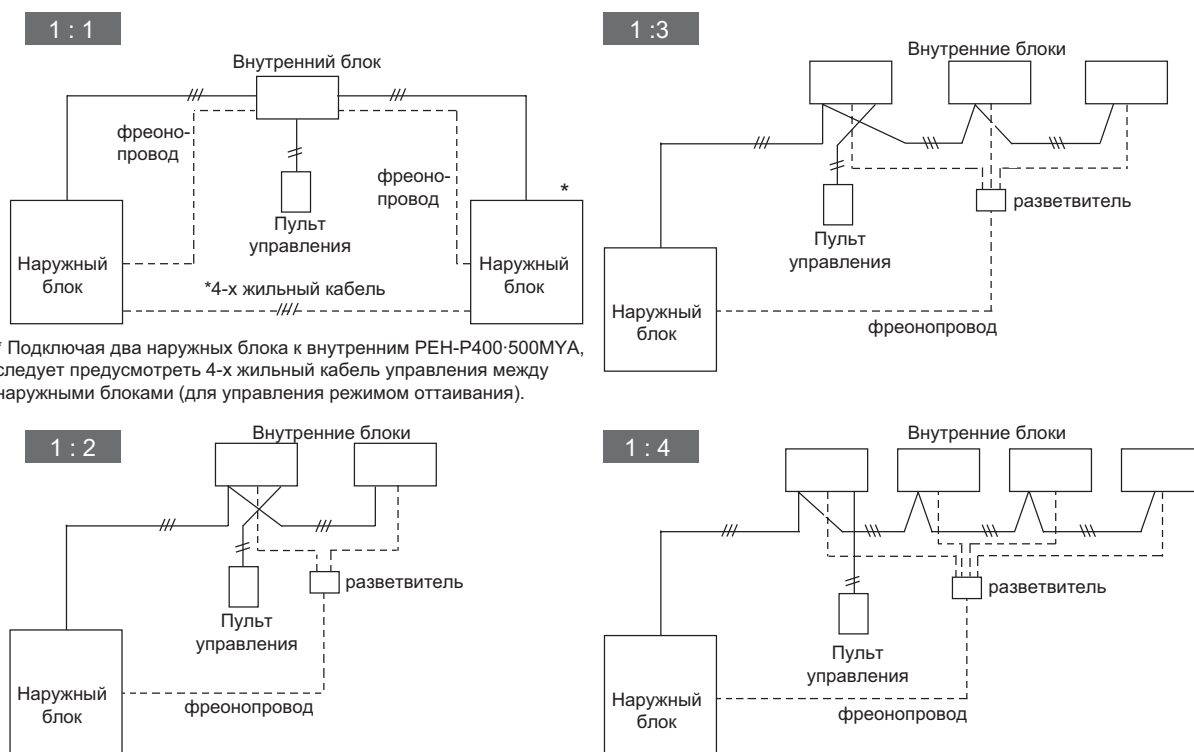 1 : 1
Внутренний блок
фреоно-
провод
фреоно-
провод
*
Пульт
управления
Наружный
блок
Наружный
блок
*4-х жильный кабель
* Подключая два наружных блока к внутренним PEH-P400·500MYA,
следует предусмотреть 4-х жильный кабель управления между
наружными блоками (для управления режимом оттаивания).
1 :3
Внутренние блоки
разветвитель
Пульт
управления
Наружный
блок
фреонопровод
1 : 2
Внутренние блоки
разветвитель
Пульт
управления
Наружный
блок
фреонопровод
1 : 4
Внутренние блоки
разветвитель
Пульт
управления
Наружный
блок
фреонопровод